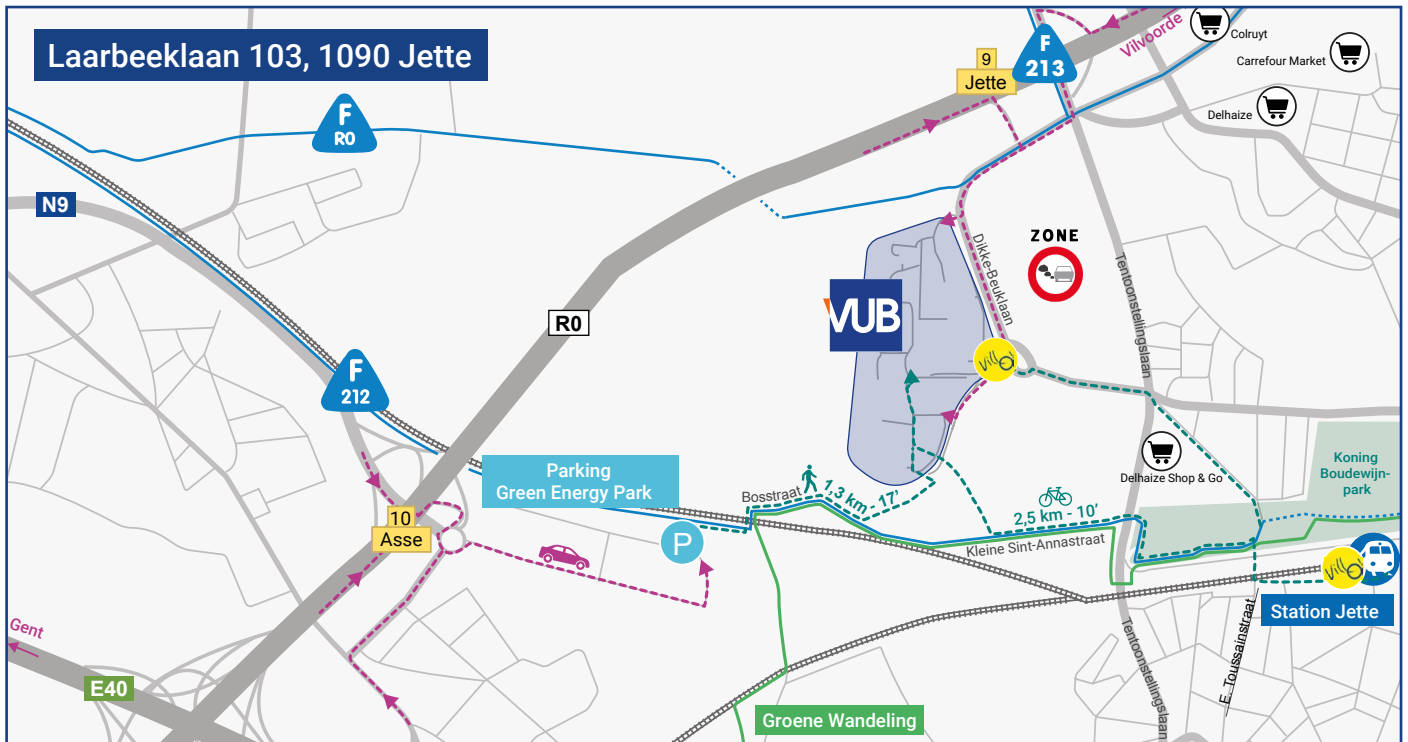 Laarbeeklaan 103, 1090 Jette
F
R0
N9
F
213
9
Jette
Vilvoorde
Colruyt
Carrefour Market
Delhaize
ZONE
Dikke-Beuklaan
Tentoonstellingslaan
VUB
Villo!
R0
F
212
Parking
Green Energy Park
P
10
Asse
Bosstraat
1,3 km - 17’
2,5 km - 10’
Kleine Sint-Annastraat
Delhaize Shop & Go
Koning
Boudewijn-
park
Villo!
Station Jette
E. Toussainstraat
Tentoonstellingslaan
Gent
E40
Groene Wandeling